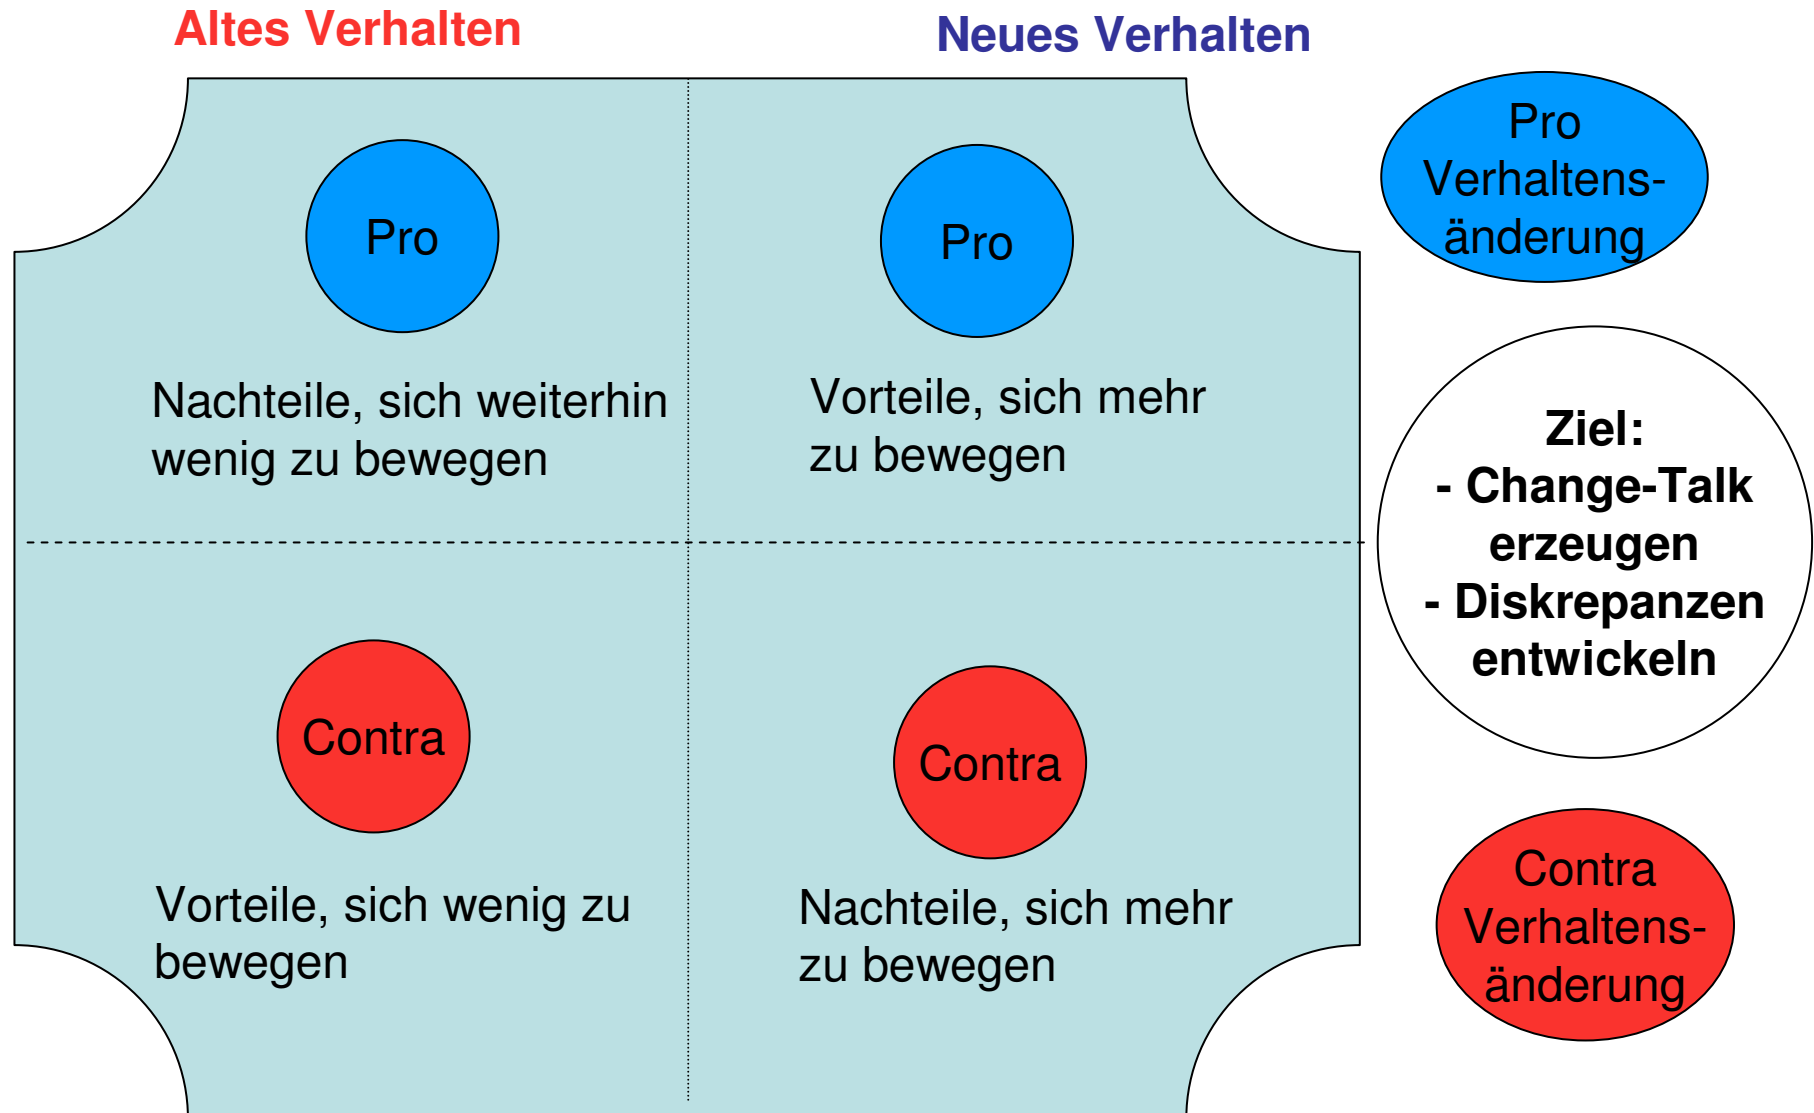 Altes Verhalten
Neues Verhalten
Pro
Nachteile, sich weiterhin
wenig zu bewegen
Pro
Vorteile, sich mehr
zu bewegen
Contra
Vorteile, sich wenig zu
bewegen
Contra
Nachteile, sich mehr
zu bewegen
Pro
Verhaltens-
änderung
Ziel:
- Change-Talk
erzeugen
- Diskrepanzen
entwickeln
Contra
Verhaltens-
änderung